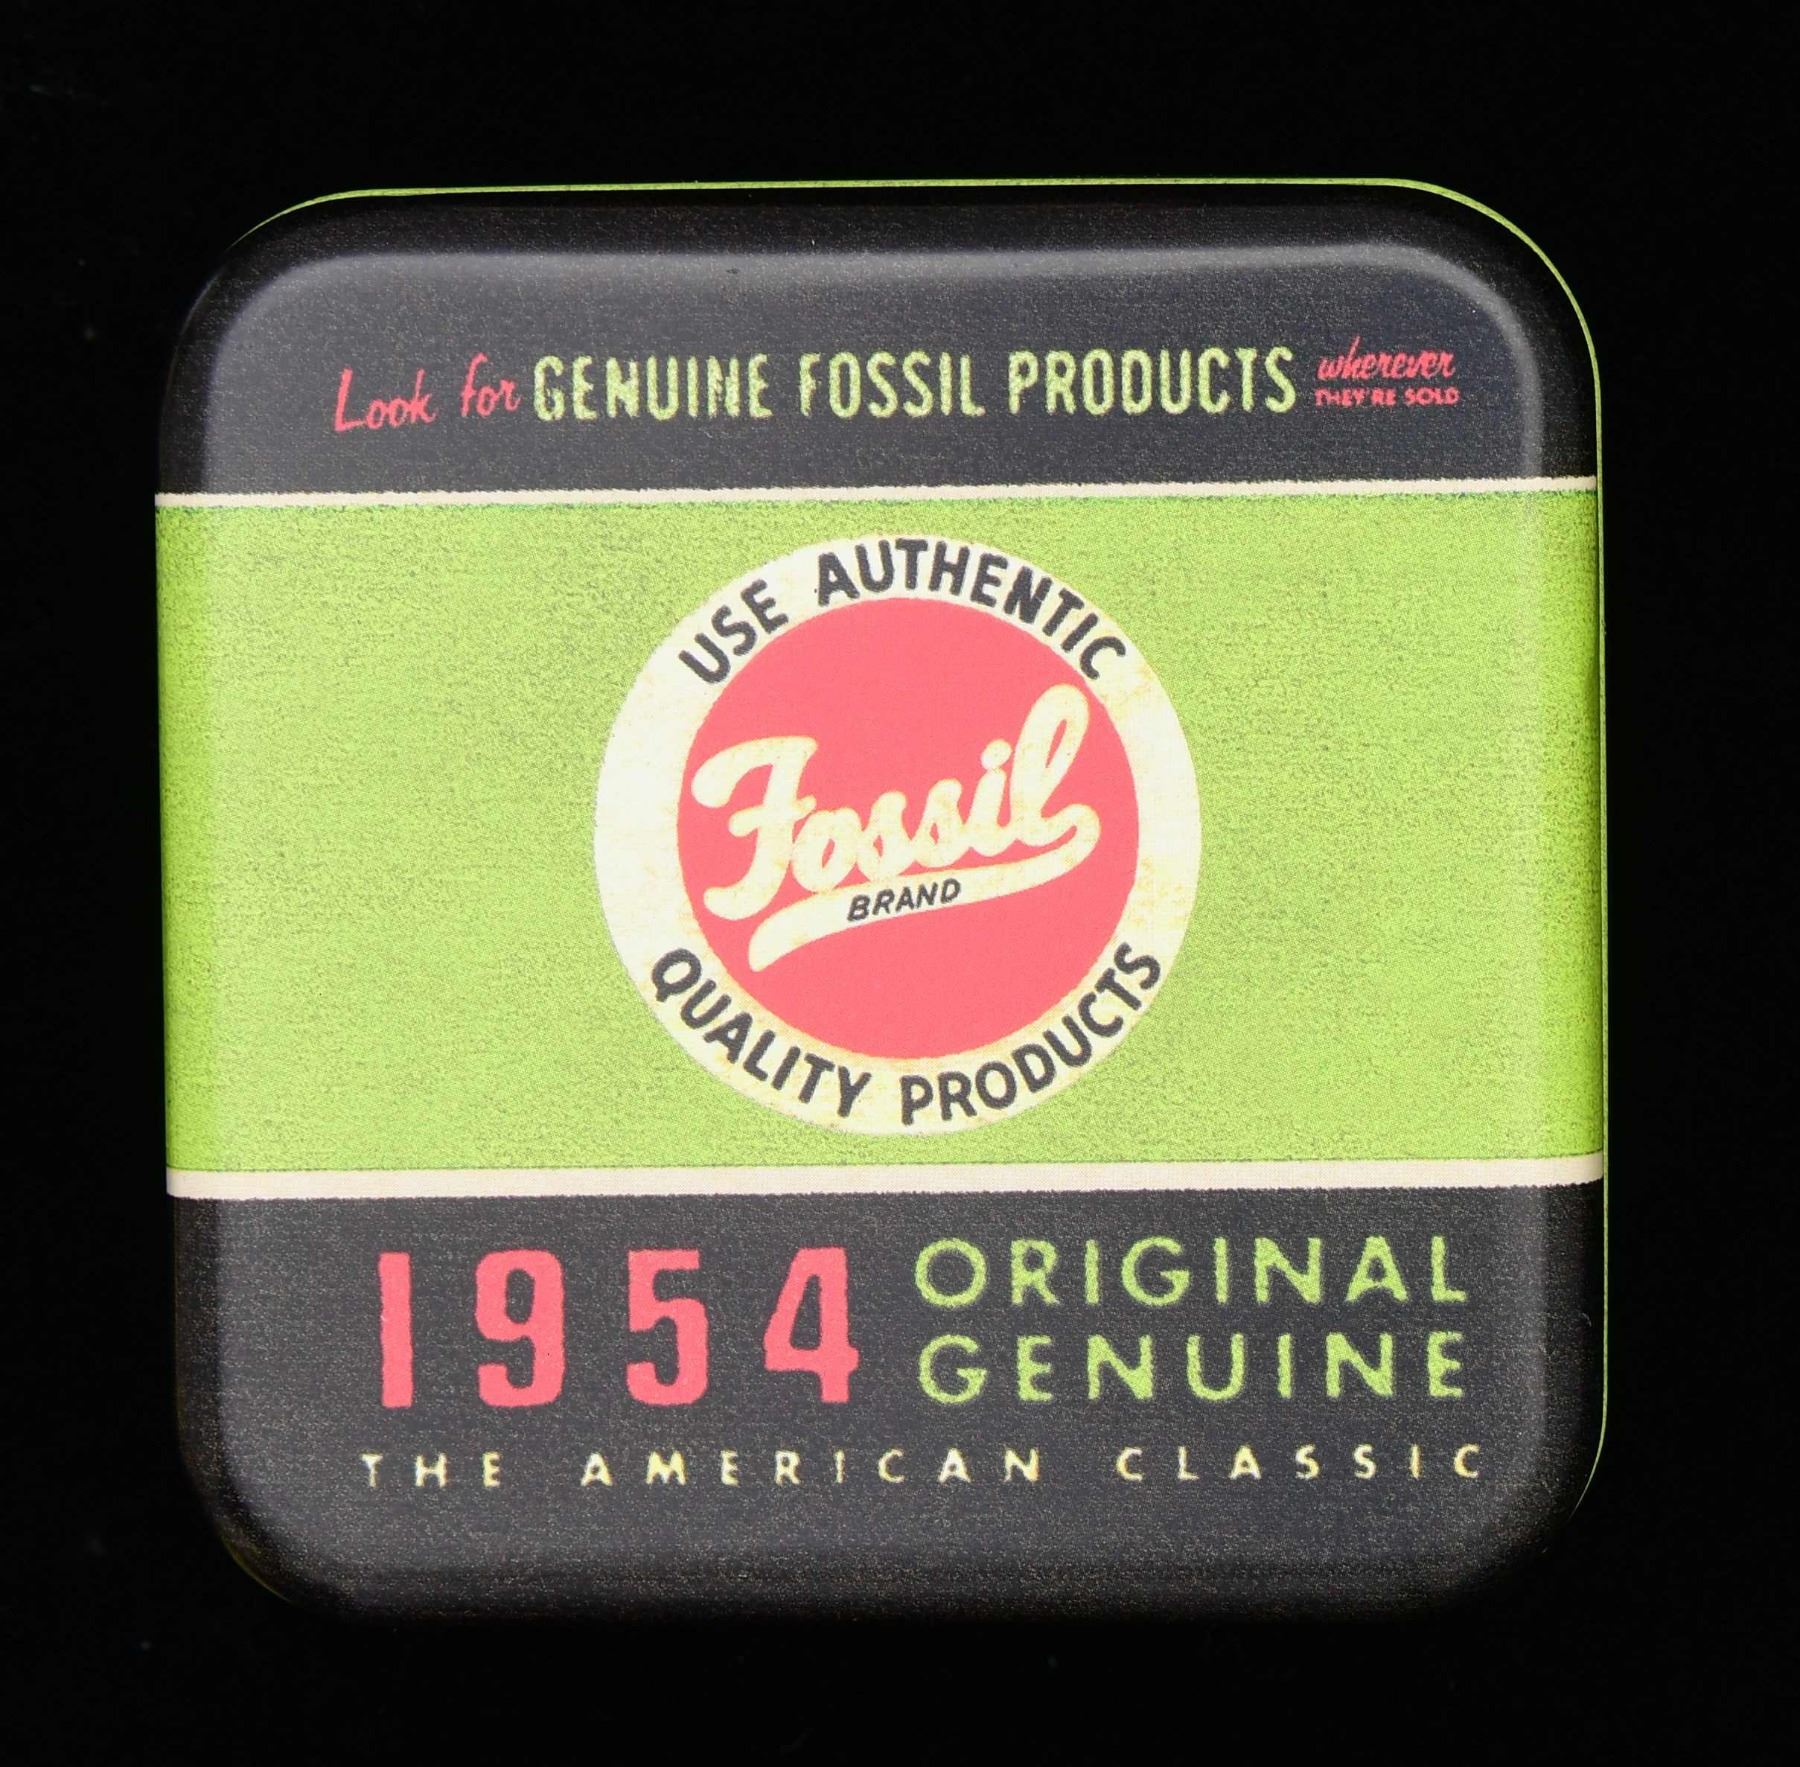 Look for GENUINE FOSSIL PRODUCTS wherever
THEY'RE SOLD
USE AUTHENTIC
Fossil
BRAND
QUALITY PRODUCTS
1954 ORIGINAL
GENUINE
THE AMERICAN CLASSIC